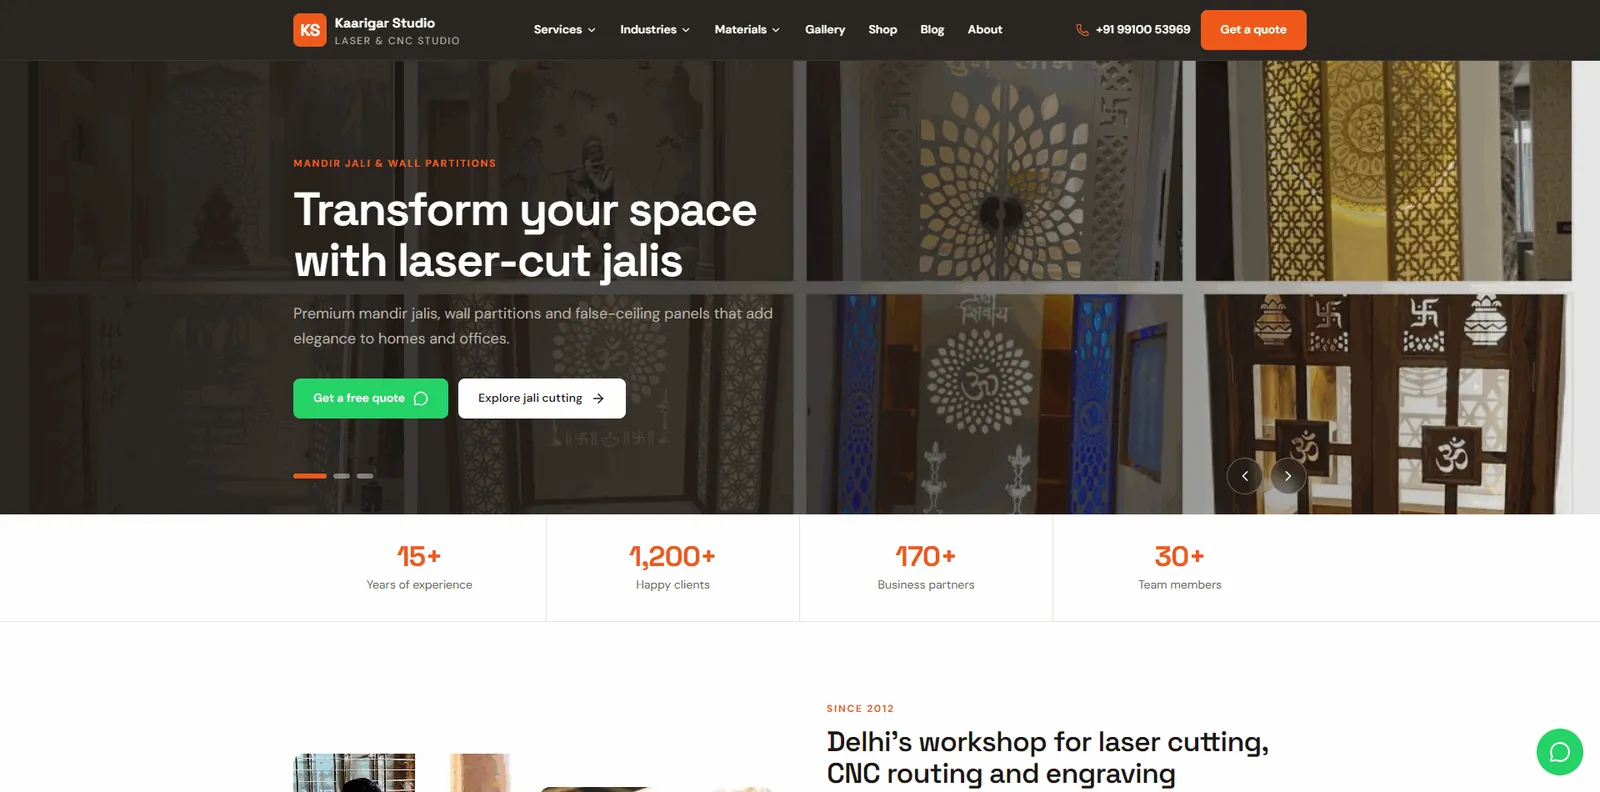 KS
Kaarigar Studio
LASER & CNC STUDIO
Services
Industries
Materials
Gallery
Shop
Blog
About
+91 99100 53969
Get a quote
MANDIR JALI & WALL PARTITIONS
Transform your space
with laser-cut jalis
Premium mandir jalis, wall partitions and false-ceiling panels that add
elegance to homes and offices.
Get a free quote
Explore jali cutting
शिवाय
ॐ
ॐ
ॐ
15+
Years of experience
1,200+
Happy clients
170+
Business partners
30+
Team members
SINCE 2012
Delhi's workshop for laser cutting,
CNC routing and engraving